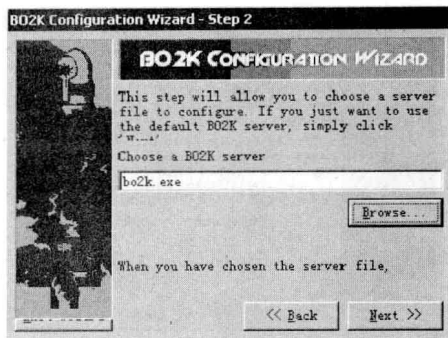 BO2K Configuration Wizard - Step 2
BO2K CONFIGURATION WIZARD
This step will allow you to choose a server
file to configure. If you just want to use
the default BO2K server, simply click
Choose a BO2K server
bo2k.exe
Browse...
When you have chosen the server file,
<< Back
Next >>